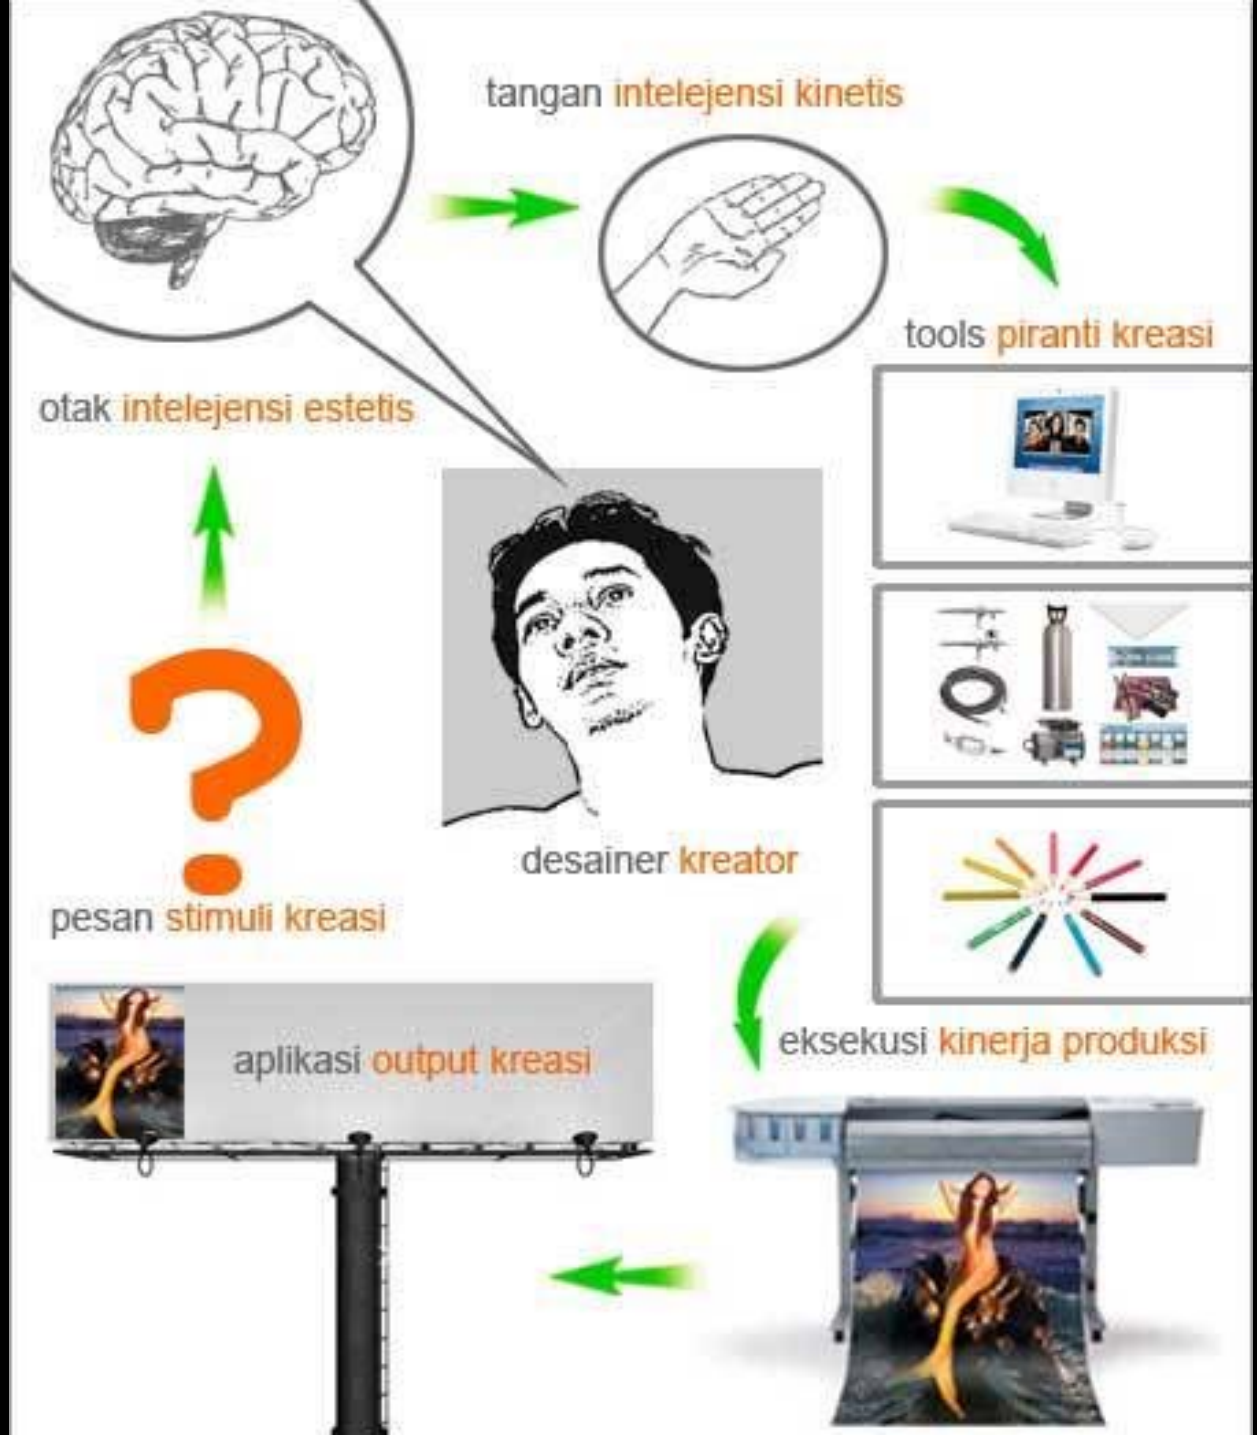 tangan intelejensi kinetis
tools piranti kreasi
otak intelejensi estetis
desainer kreator
pesan stimuli kreasi
eksekusi kinerja produksi
aplikasi output kreasi